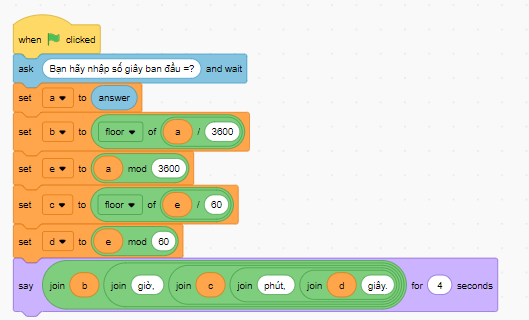 when clicked
ask Bạn hãy nhập số giây ban đầu =? and wait
set a to answer
set b to floor of a / 3600
set e to a mod 3600
set c to floor of e / 60
set d to e mod 60
say join b join giờ, join c join phút, join d giây. for 4 seconds